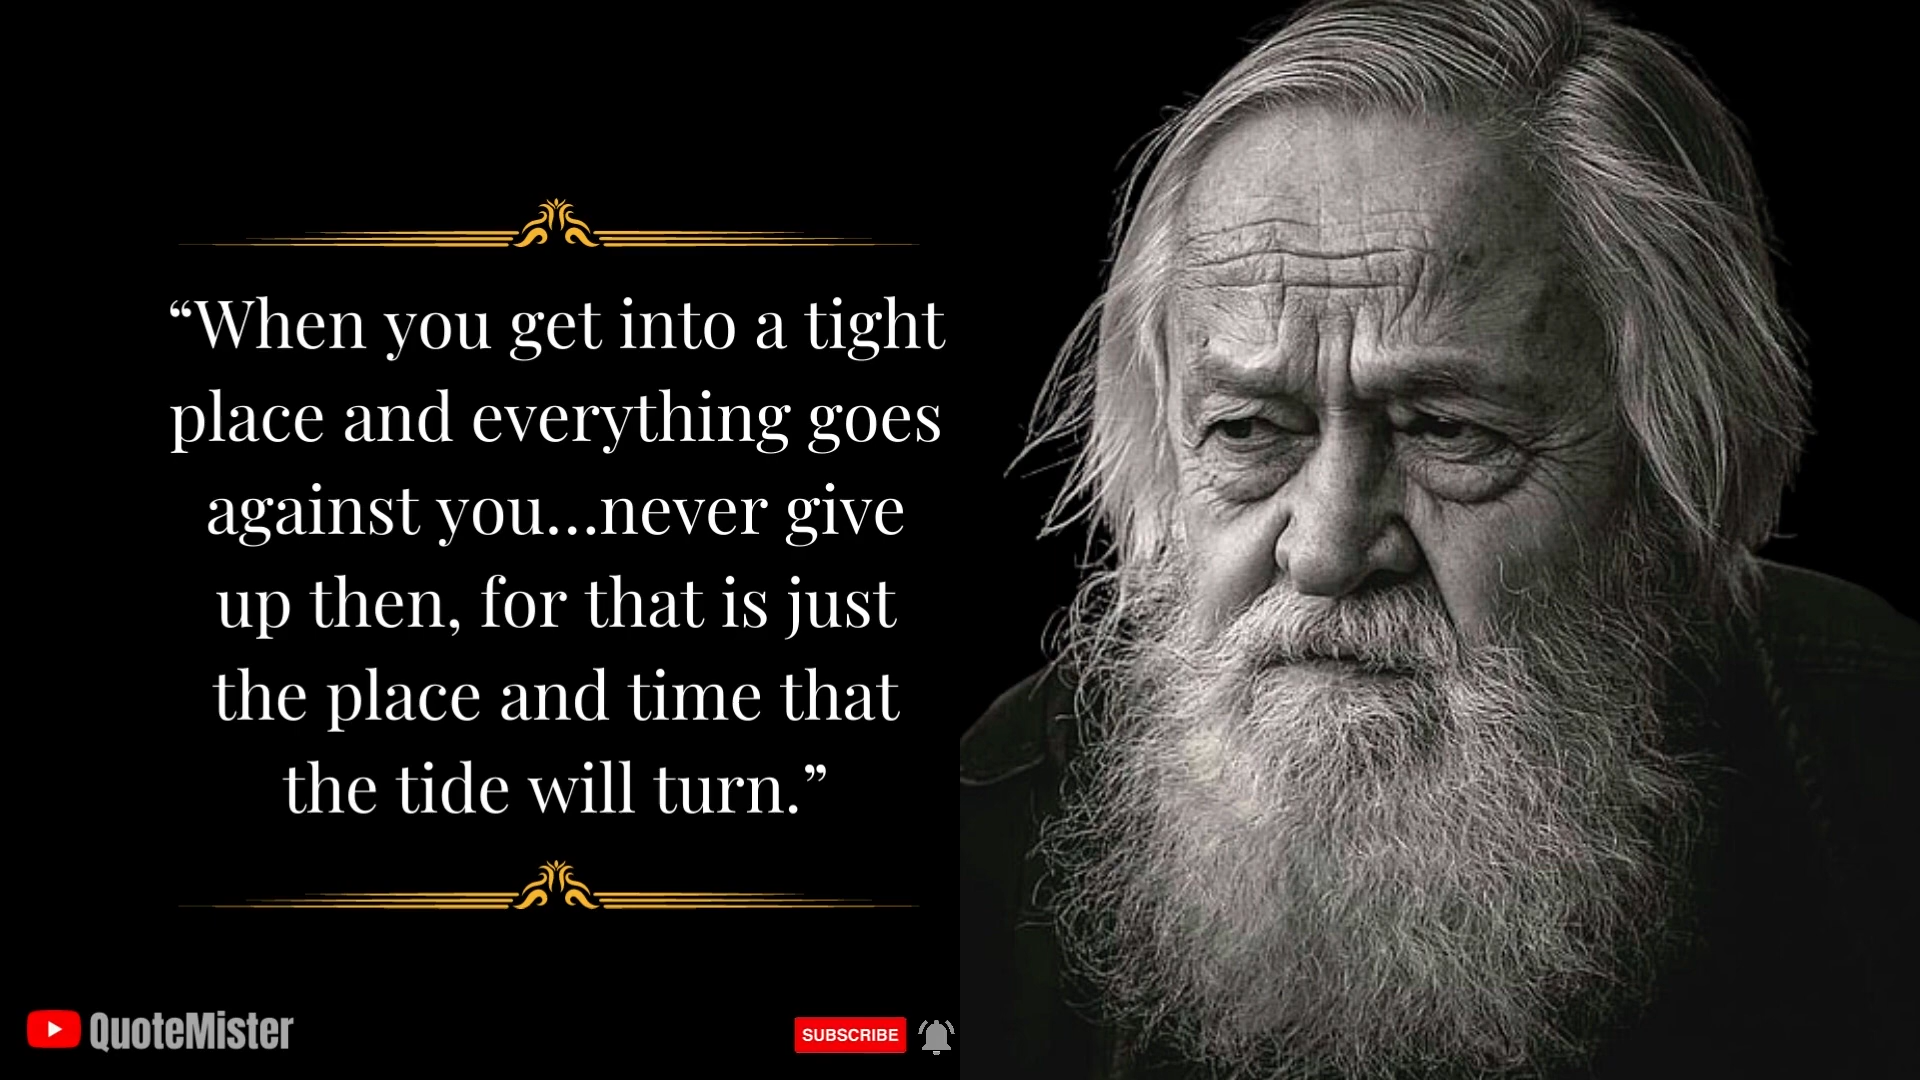 “When you get into a tight
place and everything goes
against you...never give
up then, for that is just
the place and time that
the tide will turn.”
QuoteMister
SUBSCRIBE